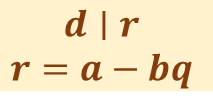 d | r
r = a − bq